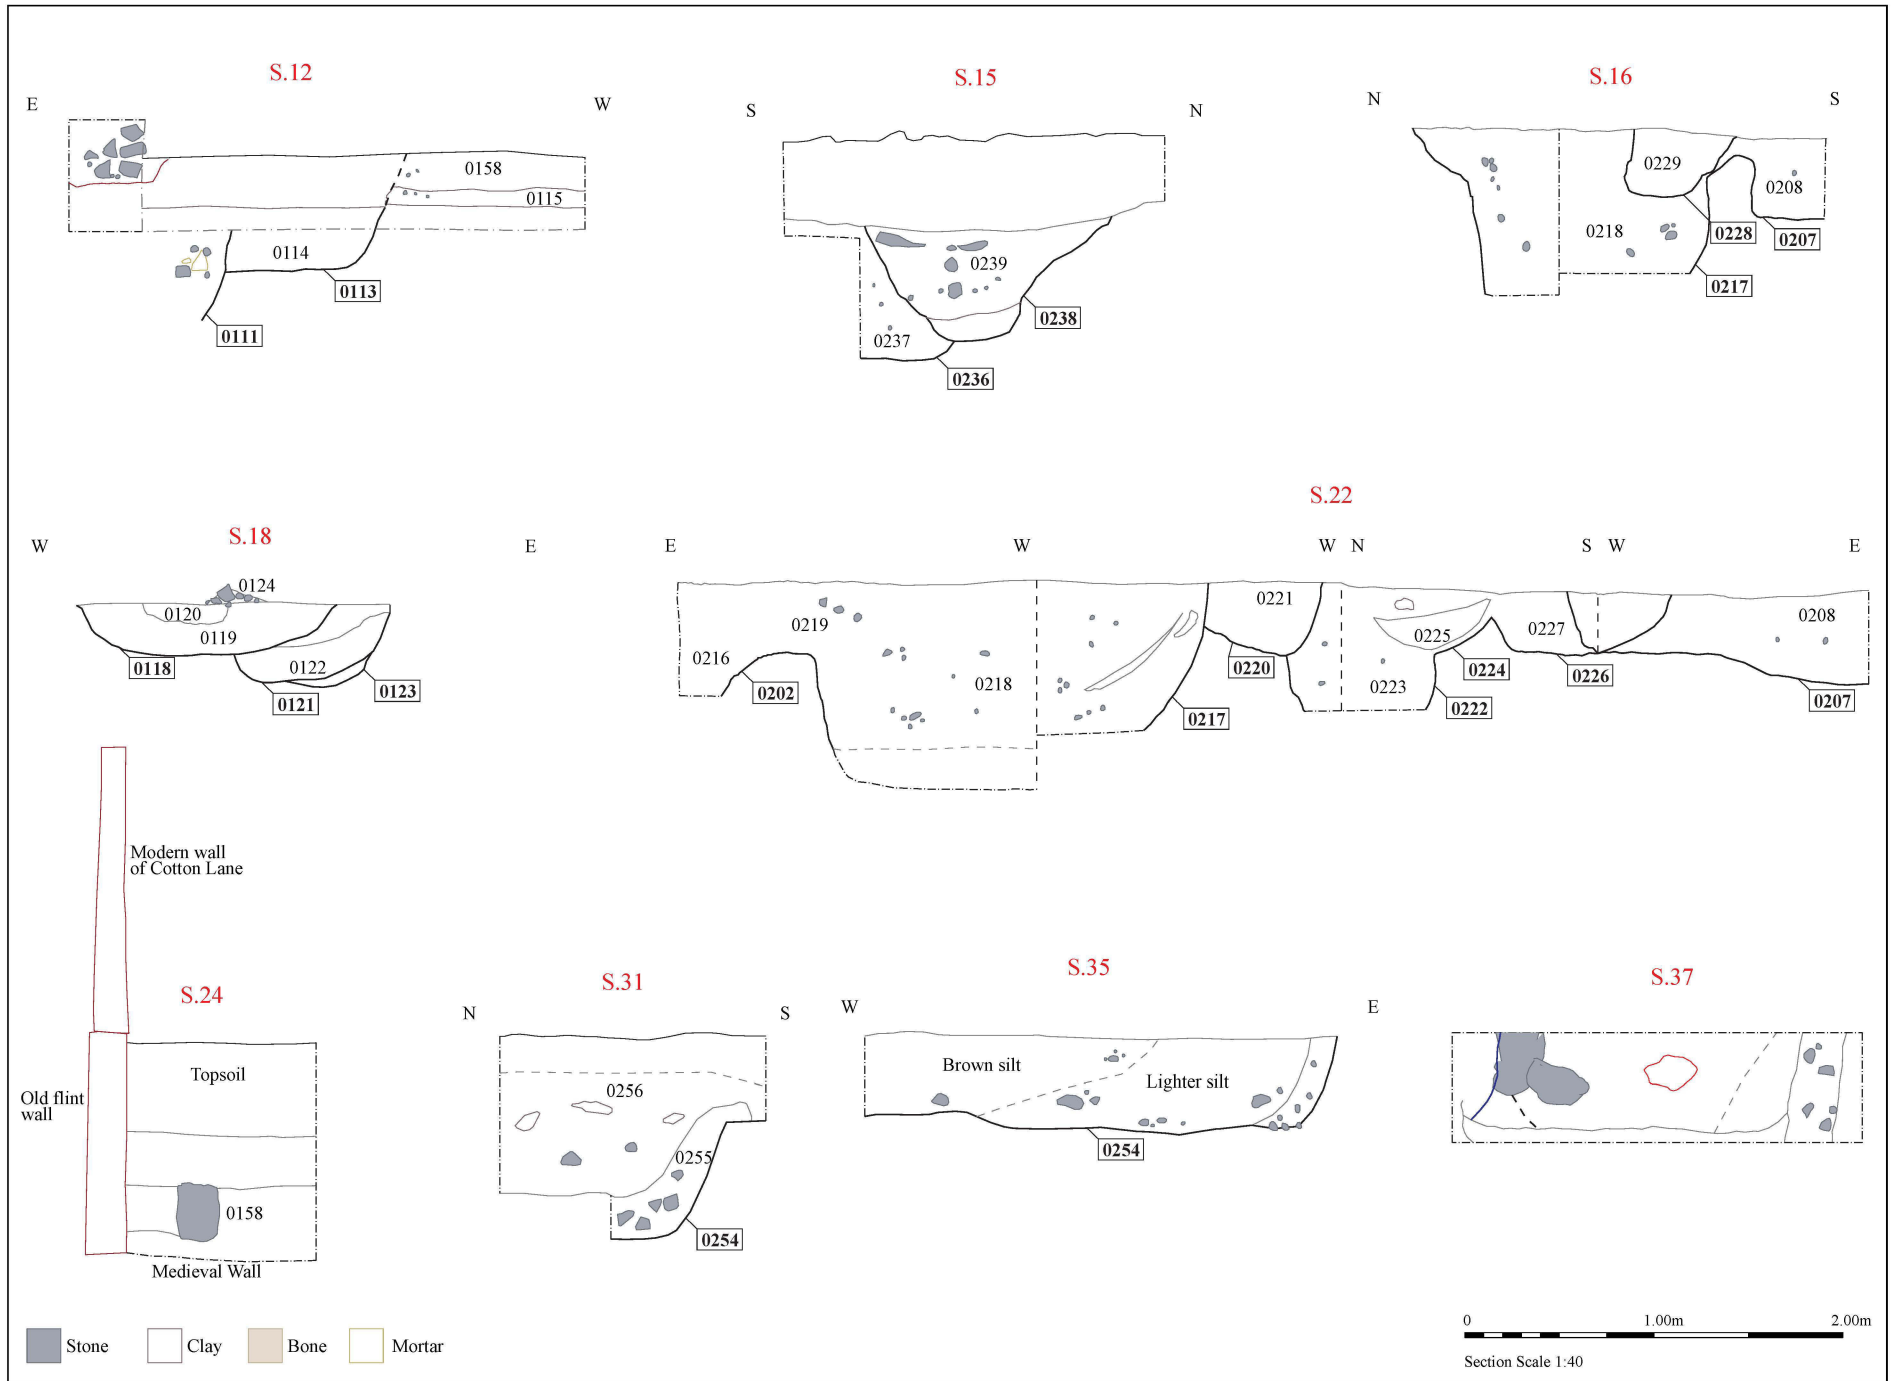 S.12
E
W
0158
0115
0114
0113
0111
S.15
S
N
0239
0237
0238
0236
S.16
N
S
0229
0208
0218
0228
0207
0217
S.18
W
E
0124
0120
0119
0122
0118
0123
0121
S.22
E
W
W
N
S
W
E
0219
0216
0202
0218
0221
0220
0217
0225
0227
0224
0223
0222
0226
0208
0207
Modern wall
of Cotton Lane
S.24
Topsoil
Old flint
wall
0158
Medieval Wall
S.31
N
S
0256
0255
0254
S.35
W
E
Brown silt
Lighter silt
0254
S.37
Stone
Clay
Bone
Mortar
0
1.00m
2.00m
Section Scale 1:40